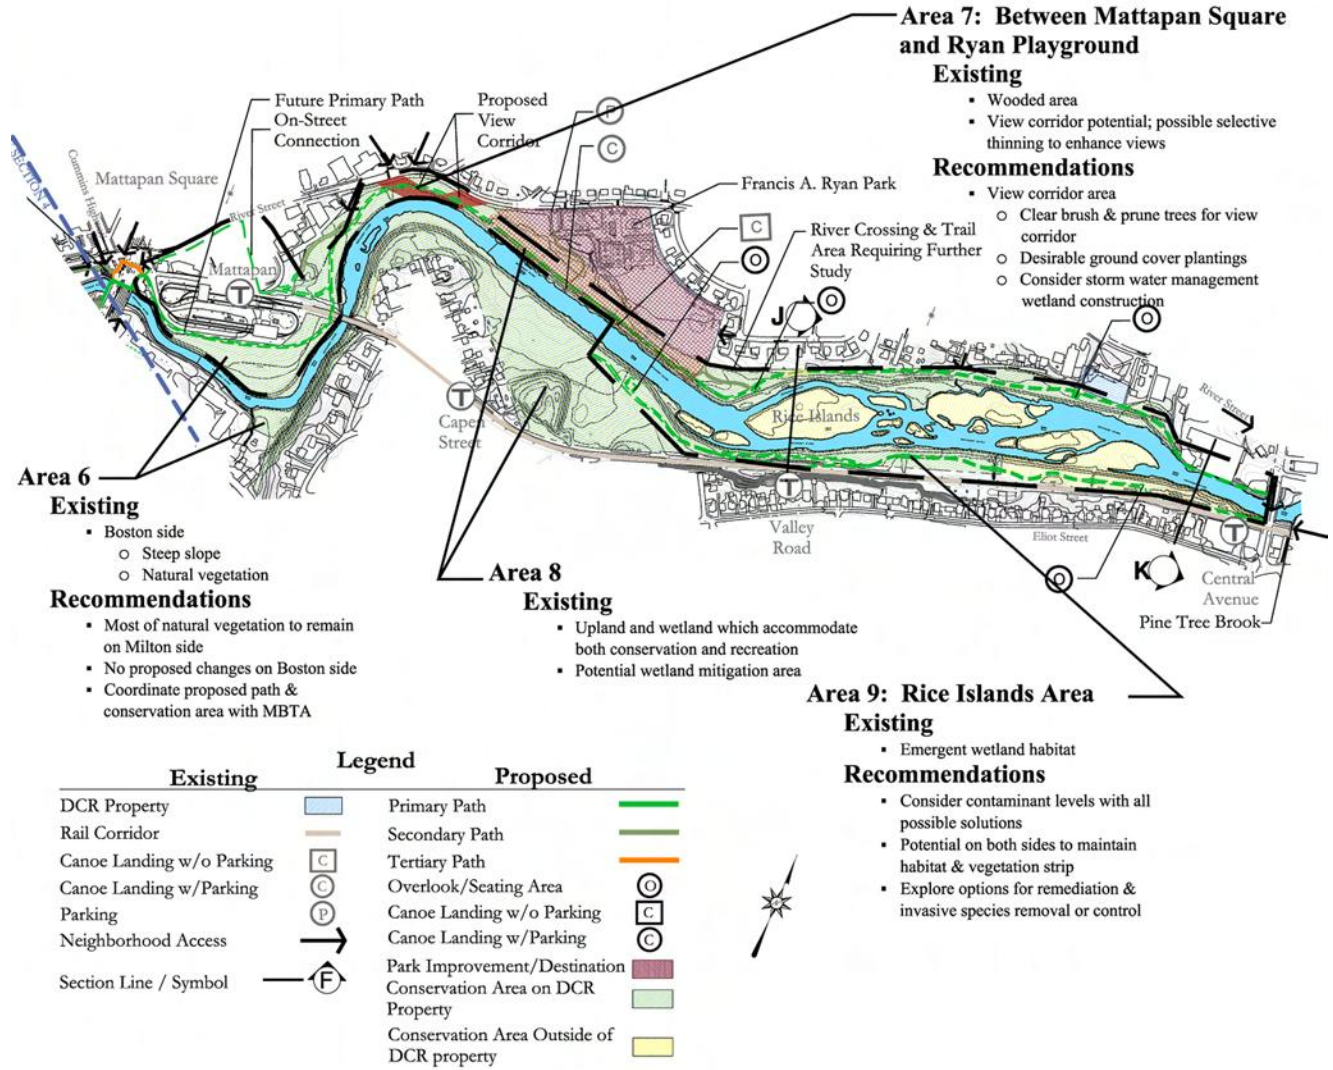 Area 7: Between Mattapan Square
and Ryan Playground
Existing
▪ Wooded area
▪ View corridor potential; possible selective
thinning to enhance views
Recommendations
▪ View corridor area
o Clear brush & prune trees for view
corridor
o Desirable ground cover plantings
o Consider storm water management
wetland construction
Future Primary Path
On-Street
Connection
Proposed
View
Corridor
P
C
SECTION 4
Cummins High
Mattapan Square
River Street
Mattapan
T
Francis A. Ryan Park
C
O
River Crossing & Trail
Area Requiring Further
Study
J
O
O
T
Capen
Street
Rice Islands
River Street
T
Valley
Road
Eliot Street
T
O
K
Central
Avenue
Pine Tree Brook
Area 6
Existing
▪ Boston side
o Steep slope
o Natural vegetation
Recommendations
▪ Most of natural vegetation to remain
on Milton side
▪ No proposed changes on Boston side
▪ Coordinate proposed path &
conservation area with MBTA
Area 8
Existing
▪ Upland and wetland which accommodate
both conservation and recreation
▪ Potential wetland mitigation area
Area 9: Rice Islands Area
Existing
▪ Emergent wetland habitat
Recommendations
▪ Consider contaminant levels with all
possible solutions
▪ Potential on both sides to maintain
habitat & vegetation strip
▪ Explore options for remediation &
invasive species removal or control
Legend
Existing
DCR Property
Rail Corridor
Canoe Landing w/o Parking C
Canoe Landing w/Parking C
Parking P
Neighborhood Access
Section Line / Symbol F
Proposed
Primary Path
Secondary Path
Tertiary Path
Overlook/Seating Area O
Canoe Landing w/o Parking C
Canoe Landing w/Parking C
Park Improvement/Destination
Conservation Area on DCR
Property
Conservation Area Outside of
DCR property